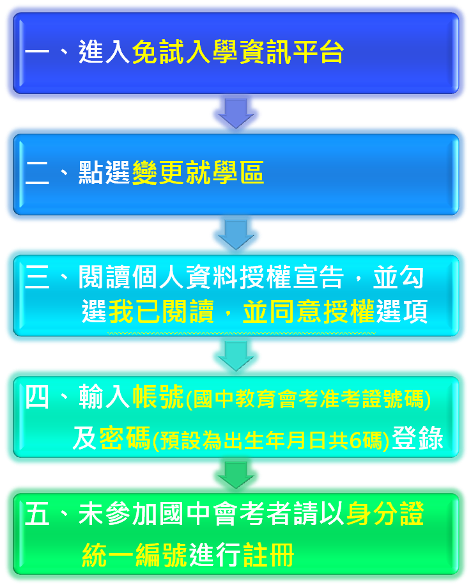 一、進入免試入學資訊平台
二、點選變更就學區
三、閱讀個人資料授權宣告，並勾
選我已閱讀，並同意授權選項
四、輸入帳號(國中教育會考准考證號碼)
及密碼(預設為出生年月日共6碼)登錄
五、未參加國中會考者請以身分證
統一編號進行註冊